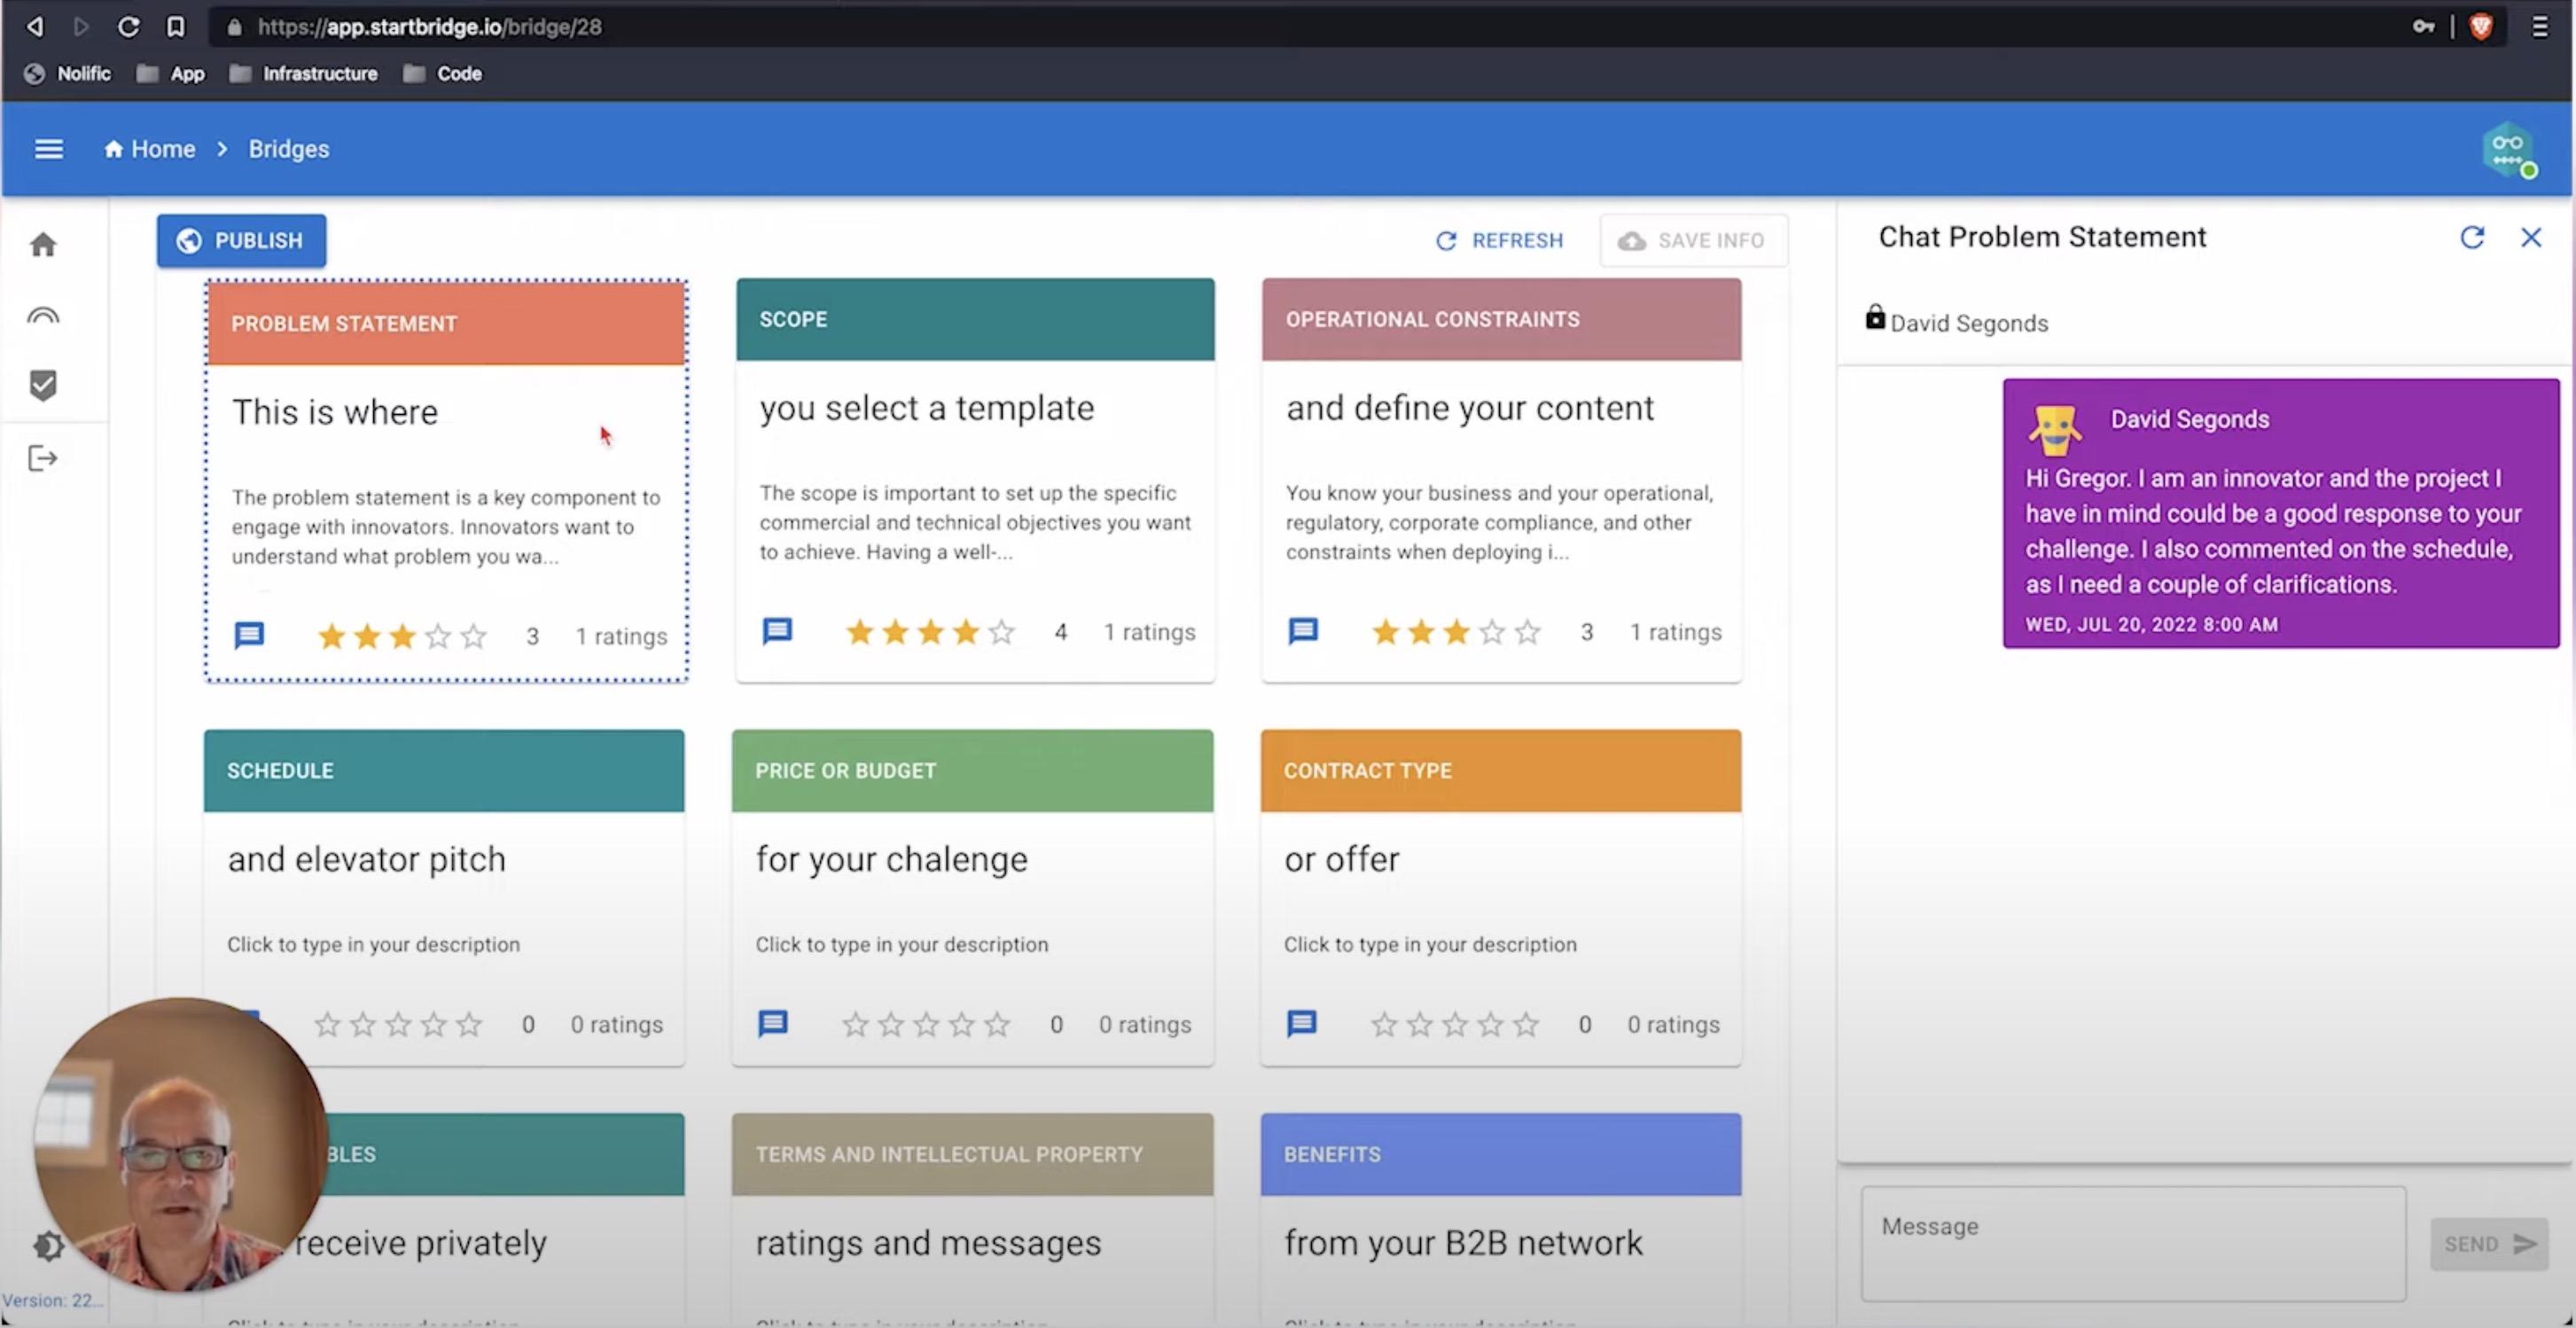 https://app.startbridge.io/bridge/28
Nolific App Infrastructure Code
Home > Bridges
PUBLISH
REFRESH
SAVE INFO
PROBLEM STATEMENT
This is where
The problem statement is a key component to
engage with innovators. Innovators want to
understand what problem you wa...
3 1 ratings
SCOPE
you select a template
The scope is important to set up the specific
commercial and technical objectives you want
to achieve. Having a well-...
4 1 ratings
OPERATIONAL CONSTRAINTS
and define your content
You know your business and your operational,
regulatory, corporate compliance, and other
constraints when deploying i...
3 1 ratings
SCHEDULE
and elevator pitch
Click to type in your description
0 0 ratings
PRICE OR BUDGET
for your chalenge
Click to type in your description
0 0 ratings
CONTRACT TYPE
or offer
Click to type in your description
0 0 ratings
BLES
receive privately
TERMS AND INTELLECTUAL PROPERTY
ratings and messages
BENEFITS
from your B2B network
Version: 22...
Chat Problem Statement
David Segonds
David Segonds
Hi Gregor. I am an innovator and the project I
have in mind could be a good response to your
challenge. I also commented on the schedule,
as I need a couple of clarifications.
WED, JUL 20, 2022 8:00 AM
Message
SEND